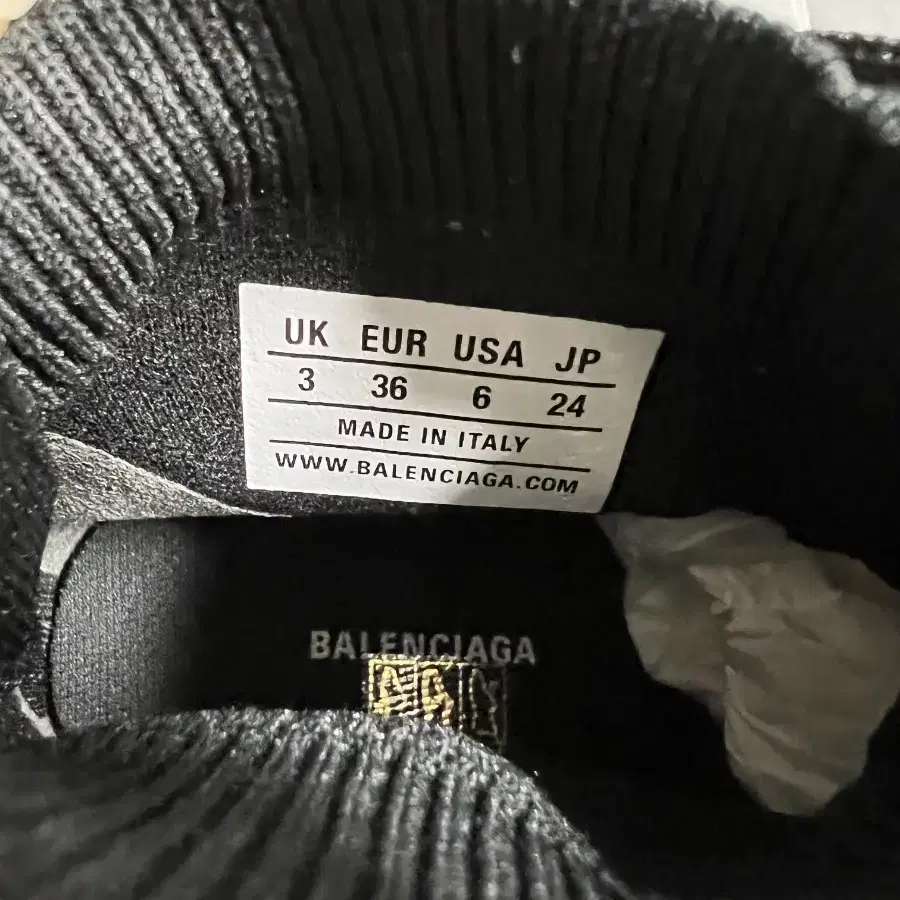 UK EUR USA JP
3 36 6 24
MADE IN ITALY
WWW.BALENCIAGA.COM
BALENCIAGA